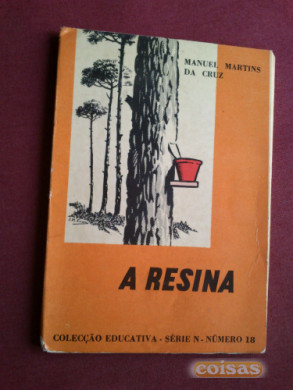 MANUEL MARTINS
DA CRUZ
A RESINA
COLECÇÃO EDUCATIVA - SÉRIE N - NÚMERO 18
coisas